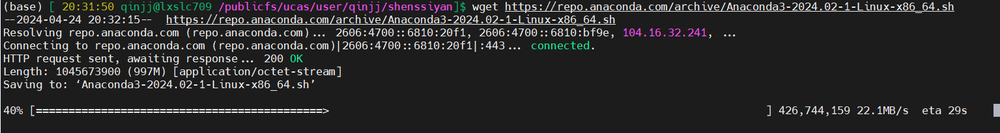 (base) [ 20:31:50 qinjj@lxslc709 /publicfs/ucas/user/qinjj/shenssiyan]$ wget https://repo.anaconda.com/archive/Anaconda3-2024.02-1-Linux-x86_64.sh
--2024-04-24 20:32:15--  https://repo.anaconda.com/archive/Anaconda3-2024.02-1-Linux-x86_64.sh
Resolving repo.anaconda.com (repo.anaconda.com)... 2606:4700::6810:20f1, 2606:4700::6810:bf9e, 104.16.32.241, ...
Connecting to repo.anaconda.com (repo.anaconda.com)|2606:4700::6810:20f1|:443... connected.
HTTP request sent, awaiting response... 200 OK
Length: 1045673900 (997M) [application/octet-stream]
Saving to: ‘Anaconda3-2024.02-1-Linux-x86_64.sh’
40% [============================================>                                                                   ] 426,744,159 22.1MB/s  eta 29s